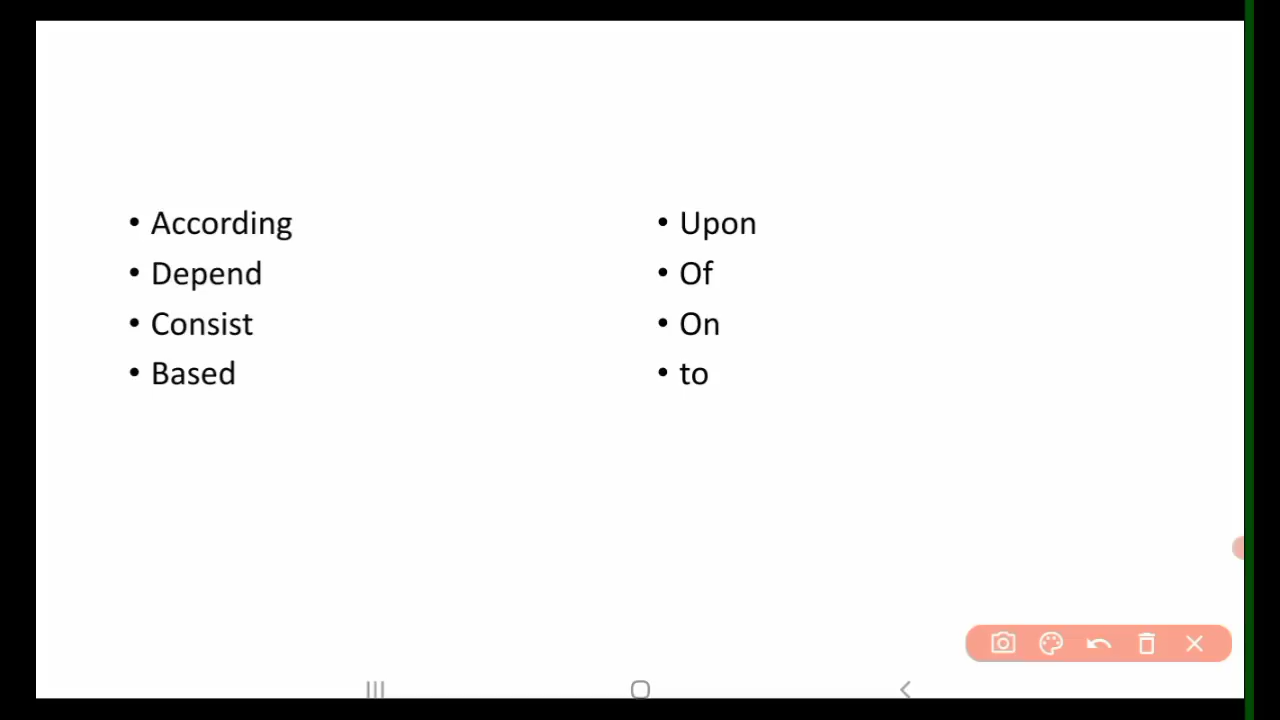 • According
• Depend
• Consist
• Based
• Upon
• Of
• On
• to